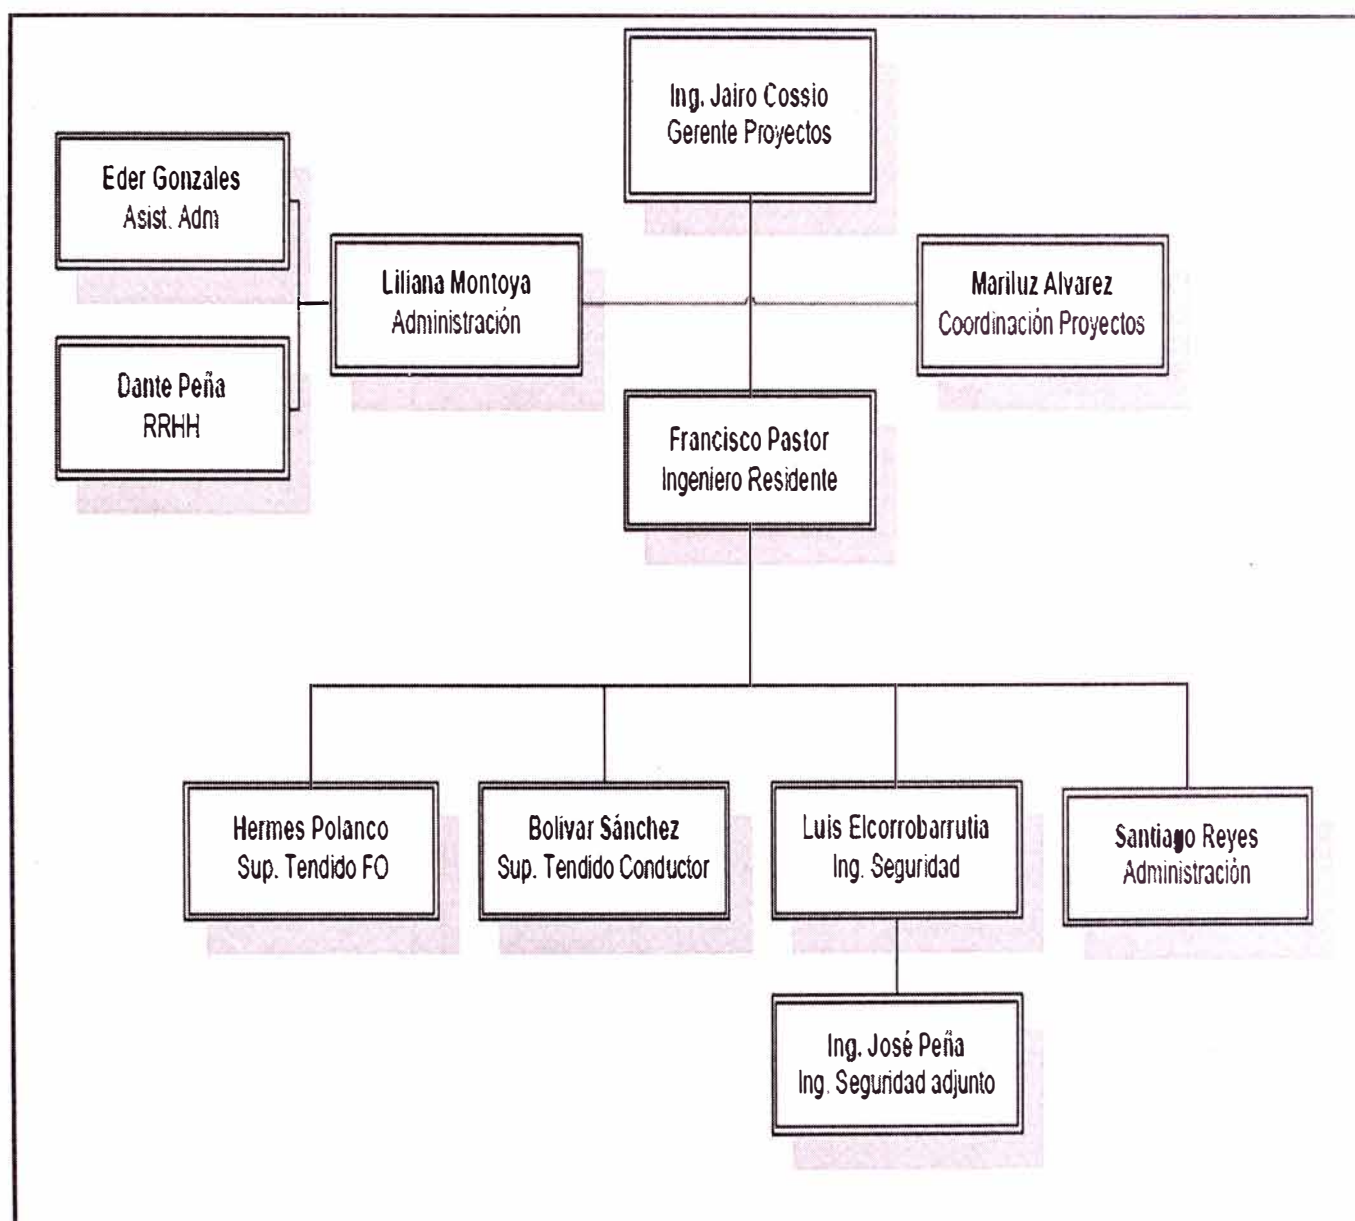 Ing. Jairo Cossio
Gerente Proyectos
Eder Gonzales
Asist. Adm
Liliana Montoya
Administración
Mariluz Alvarez
Coordinación Proyectos
Dante Peña
RRHH
Francisco Pastor
Ingeniero Residente
Hermes Polanco
Sup. Tendido FO
Bolivar Sánchez
Sup. Tendido Conductor
Luis Elcorrobarrutia
Ing. Seguridad
Santiago Reyes
Administración
Ing. José Peña
Ing. Seguridad adjunto